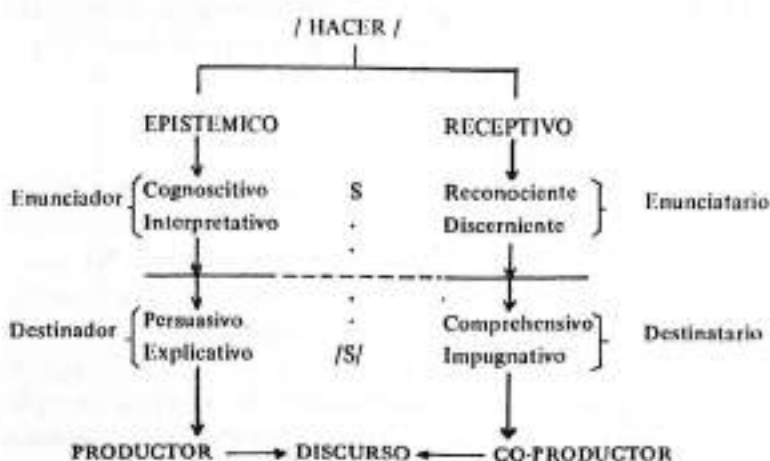 / HACER /
EPISTEMICO RECEPTIVO
Enunciador Cognoscitivo S Reconociente Enunciatario
Interpretativo Discerniente
Destinador Persuasivo Comprehensivo Destinatario
Explicativo /S/ Impugnativo
PRODUCTOR DISCURSO CO-PRODUCTOR